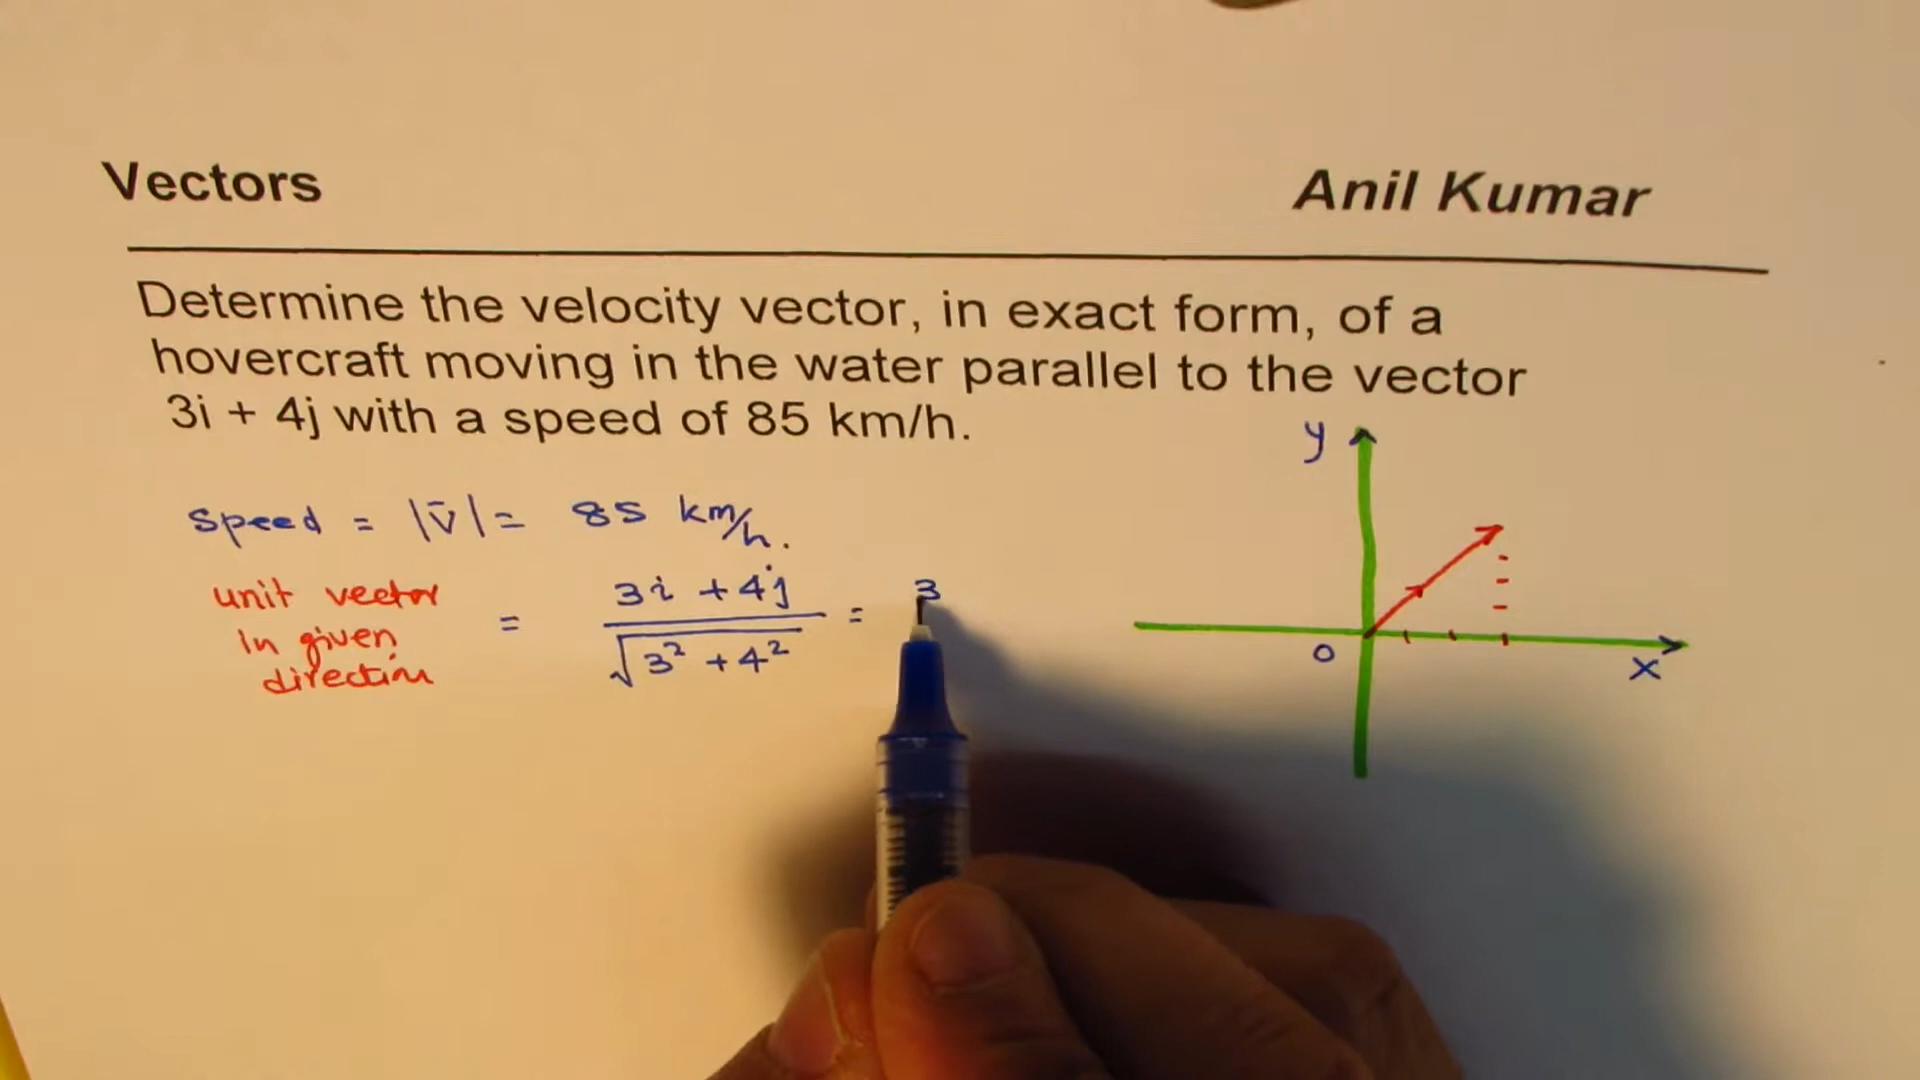 Vectors
Anil Kumar
Determine the velocity vector, in exact form, of a
hovercraft moving in the water parallel to the vector
3i + 4j with a speed of 85 km/h.
y
speed = |v̄| = 85 km/h.
unit vector
in given
direction
= 3i + 4j / √3² + 4² = 3
o
x